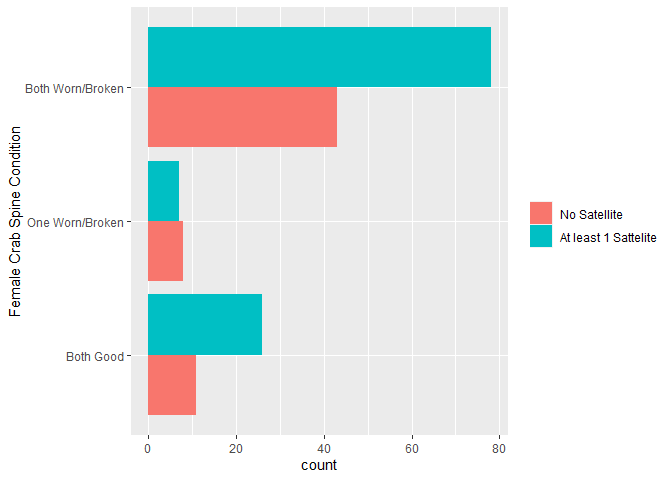 Female Crab Spine Condition
Both Worn/Broken
One Worn/Broken
Both Good
0 20 40 60 80
count
No Satellite
At least 1 Sattelite